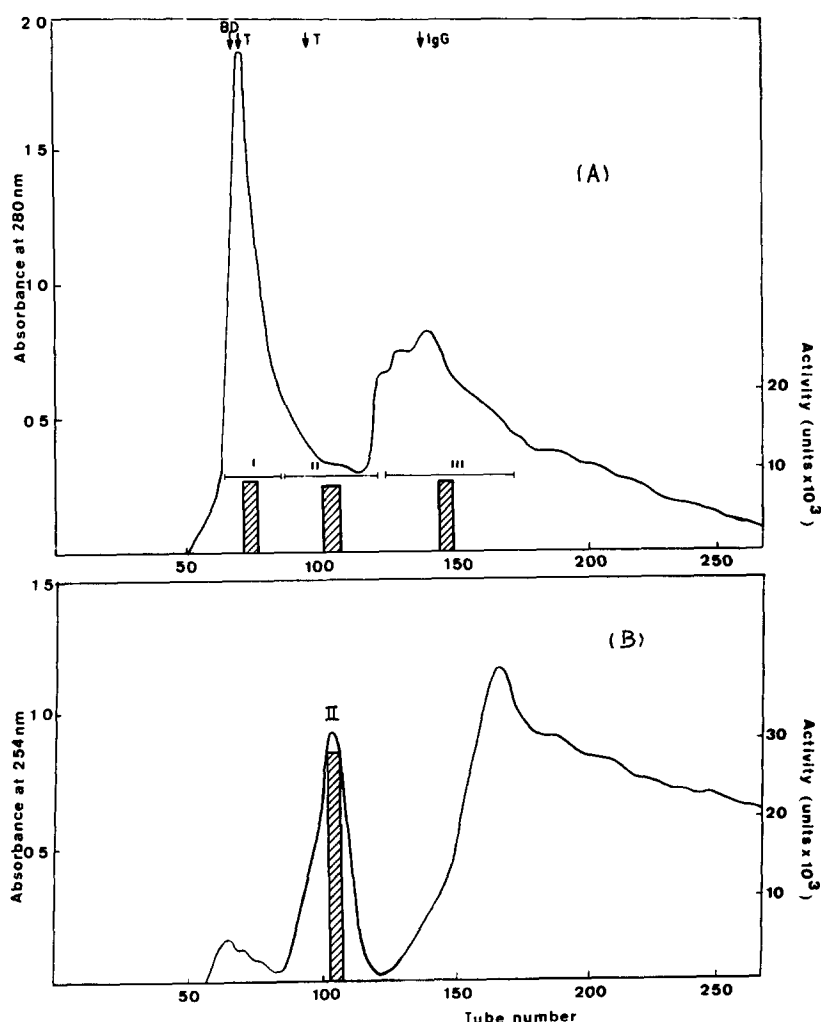 2 0
BD
T
T
IgG
(A)
1 5
1 0
0 5
20
10
I
II
III
Absorbance at 280 nm
Activity (units x 10³)
50
100
150
200
250
1 5
(B)
II
1 0
0 5
30
20
10
Absorbance at 254 nm
Activity (units x 10³)
50
100
150
200
250
Tube number